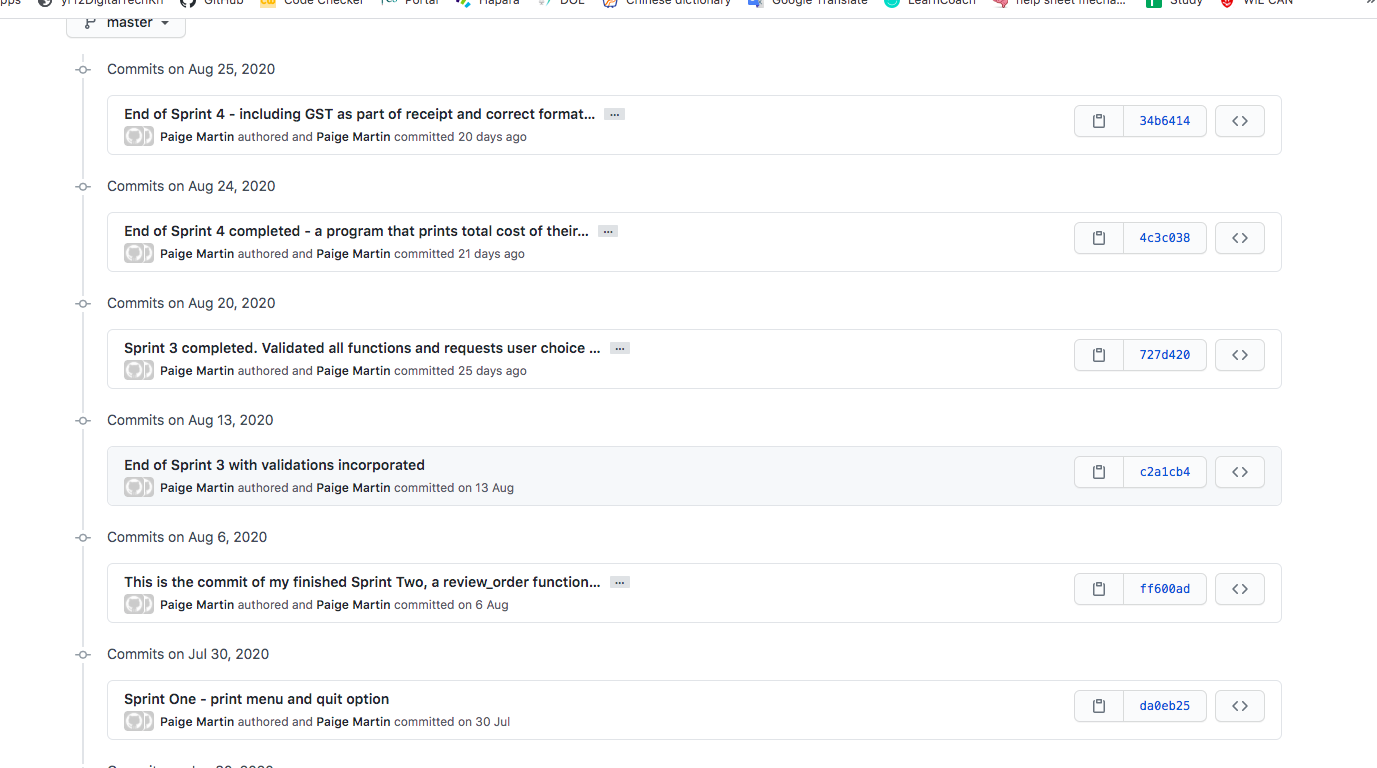 pps yr12DigitalTechKH GitHub Code Checker Portal Hapara DOE Chinese dictionary Google Translate LearnCoach help sheet mecha... Study WiE CAN »
master
Commits on Aug 25, 2020
End of Sprint 4 - including GST as part of receipt and correct format... ...
34b6414
Paige Martin authored and Paige Martin committed 20 days ago
Commits on Aug 24, 2020
End of Sprint 4 completed - a program that prints total cost of their... ...
4c3c038
Paige Martin authored and Paige Martin committed 21 days ago
Commits on Aug 20, 2020
Sprint 3 completed. Validated all functions and requests user choice ... ...
727d420
Paige Martin authored and Paige Martin committed 25 days ago
Commits on Aug 13, 2020
End of Sprint 3 with validations incorporated
c2a1cb4
Paige Martin authored and Paige Martin committed on 13 Aug
Commits on Aug 6, 2020
This is the commit of my finished Sprint Two, a review_order function... ...
ff600ad
Paige Martin authored and Paige Martin committed on 6 Aug
Commits on Jul 30, 2020
Sprint One - print menu and quit option
da0eb25
Paige Martin authored and Paige Martin committed on 30 Jul